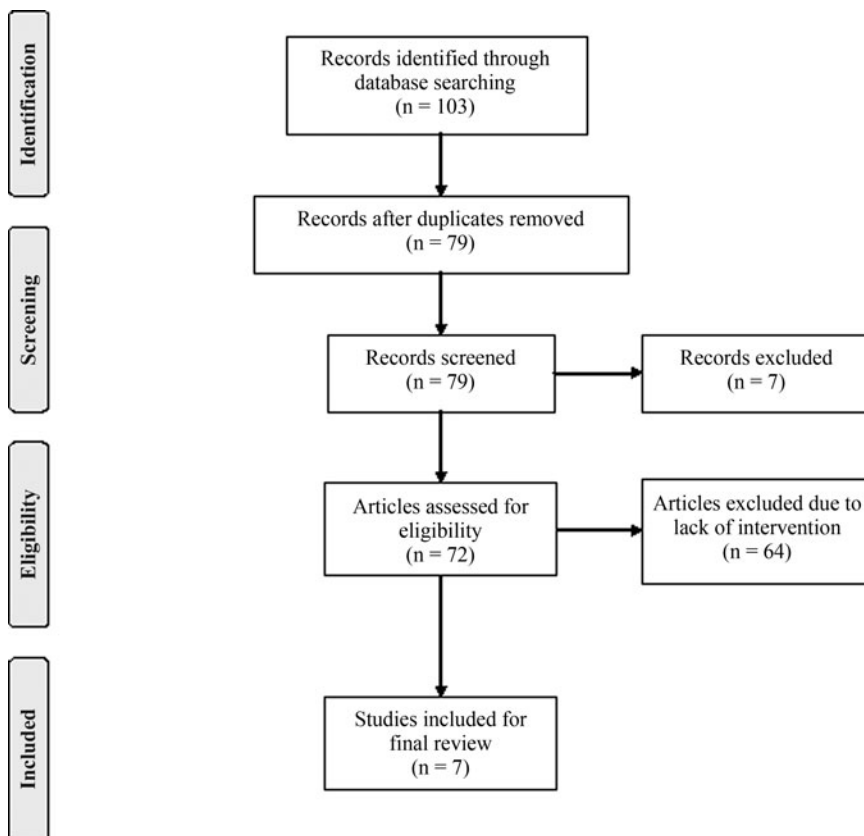 Identification
Records identified through
database searching
(n = 103)
Records after duplicates removed
(n = 79)
Screening
Records screened
(n = 79)
Records excluded
(n = 7)
Eligibility
Articles assessed for
eligibility
(n = 72)
Articles excluded due to
lack of intervention
(n = 64)
Included
Studies included for
final review
(n = 7)